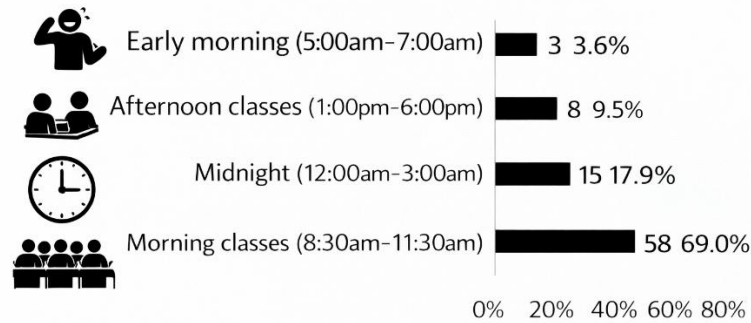 Early morning (5:00am-7:00am) 3 3.6%
Afternoon classes (1:00pm-6:00pm) 8 9.5%
Midnight (12:00am-3:00am) 15 17.9%
Morning classes (8:30am-11:30am) 58 69.0%
0% 20% 40% 60% 80%